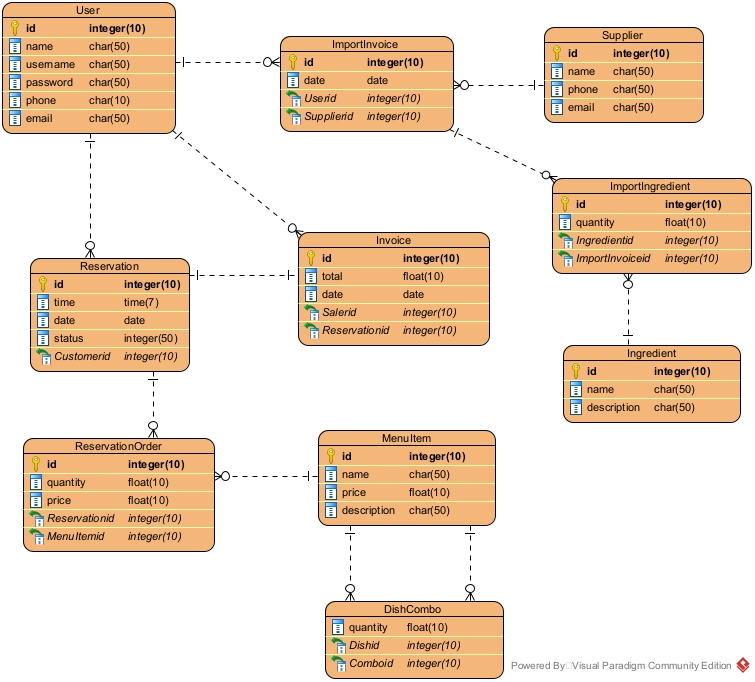 User
id integer(10)
name char(50)
username char(50)
password char(50)
phone char(10)
email char(50)
ImportInvoice
id integer(10)
date date
Userid integer(10)
Supplierid integer(10)
Supplier
id integer(10)
name char(50)
phone char(50)
email char(50)
ImportIngredient
id integer(10)
quantity float(10)
Ingredientid integer(10)
ImportInvoiceid integer(10)
Invoice
id integer(10)
total float(10)
date date
Salerid integer(10)
Reservationid integer(10)
Reservation
id integer(10)
time time(7)
date date
status integer(50)
Customerid integer(10)
Ingredient
id integer(10)
name char(50)
description char(50)
ReservationOrder
id integer(10)
quantity float(10)
price float(10)
Reservationid integer(10)
MenuItemid integer(10)
MenuItem
id integer(10)
name char(50)
price float(10)
description char(50)
DishCombo
quantity float(10)
Dishid integer(10)
Comboid integer(10)
Powered By Visual Paradigm Community Edition